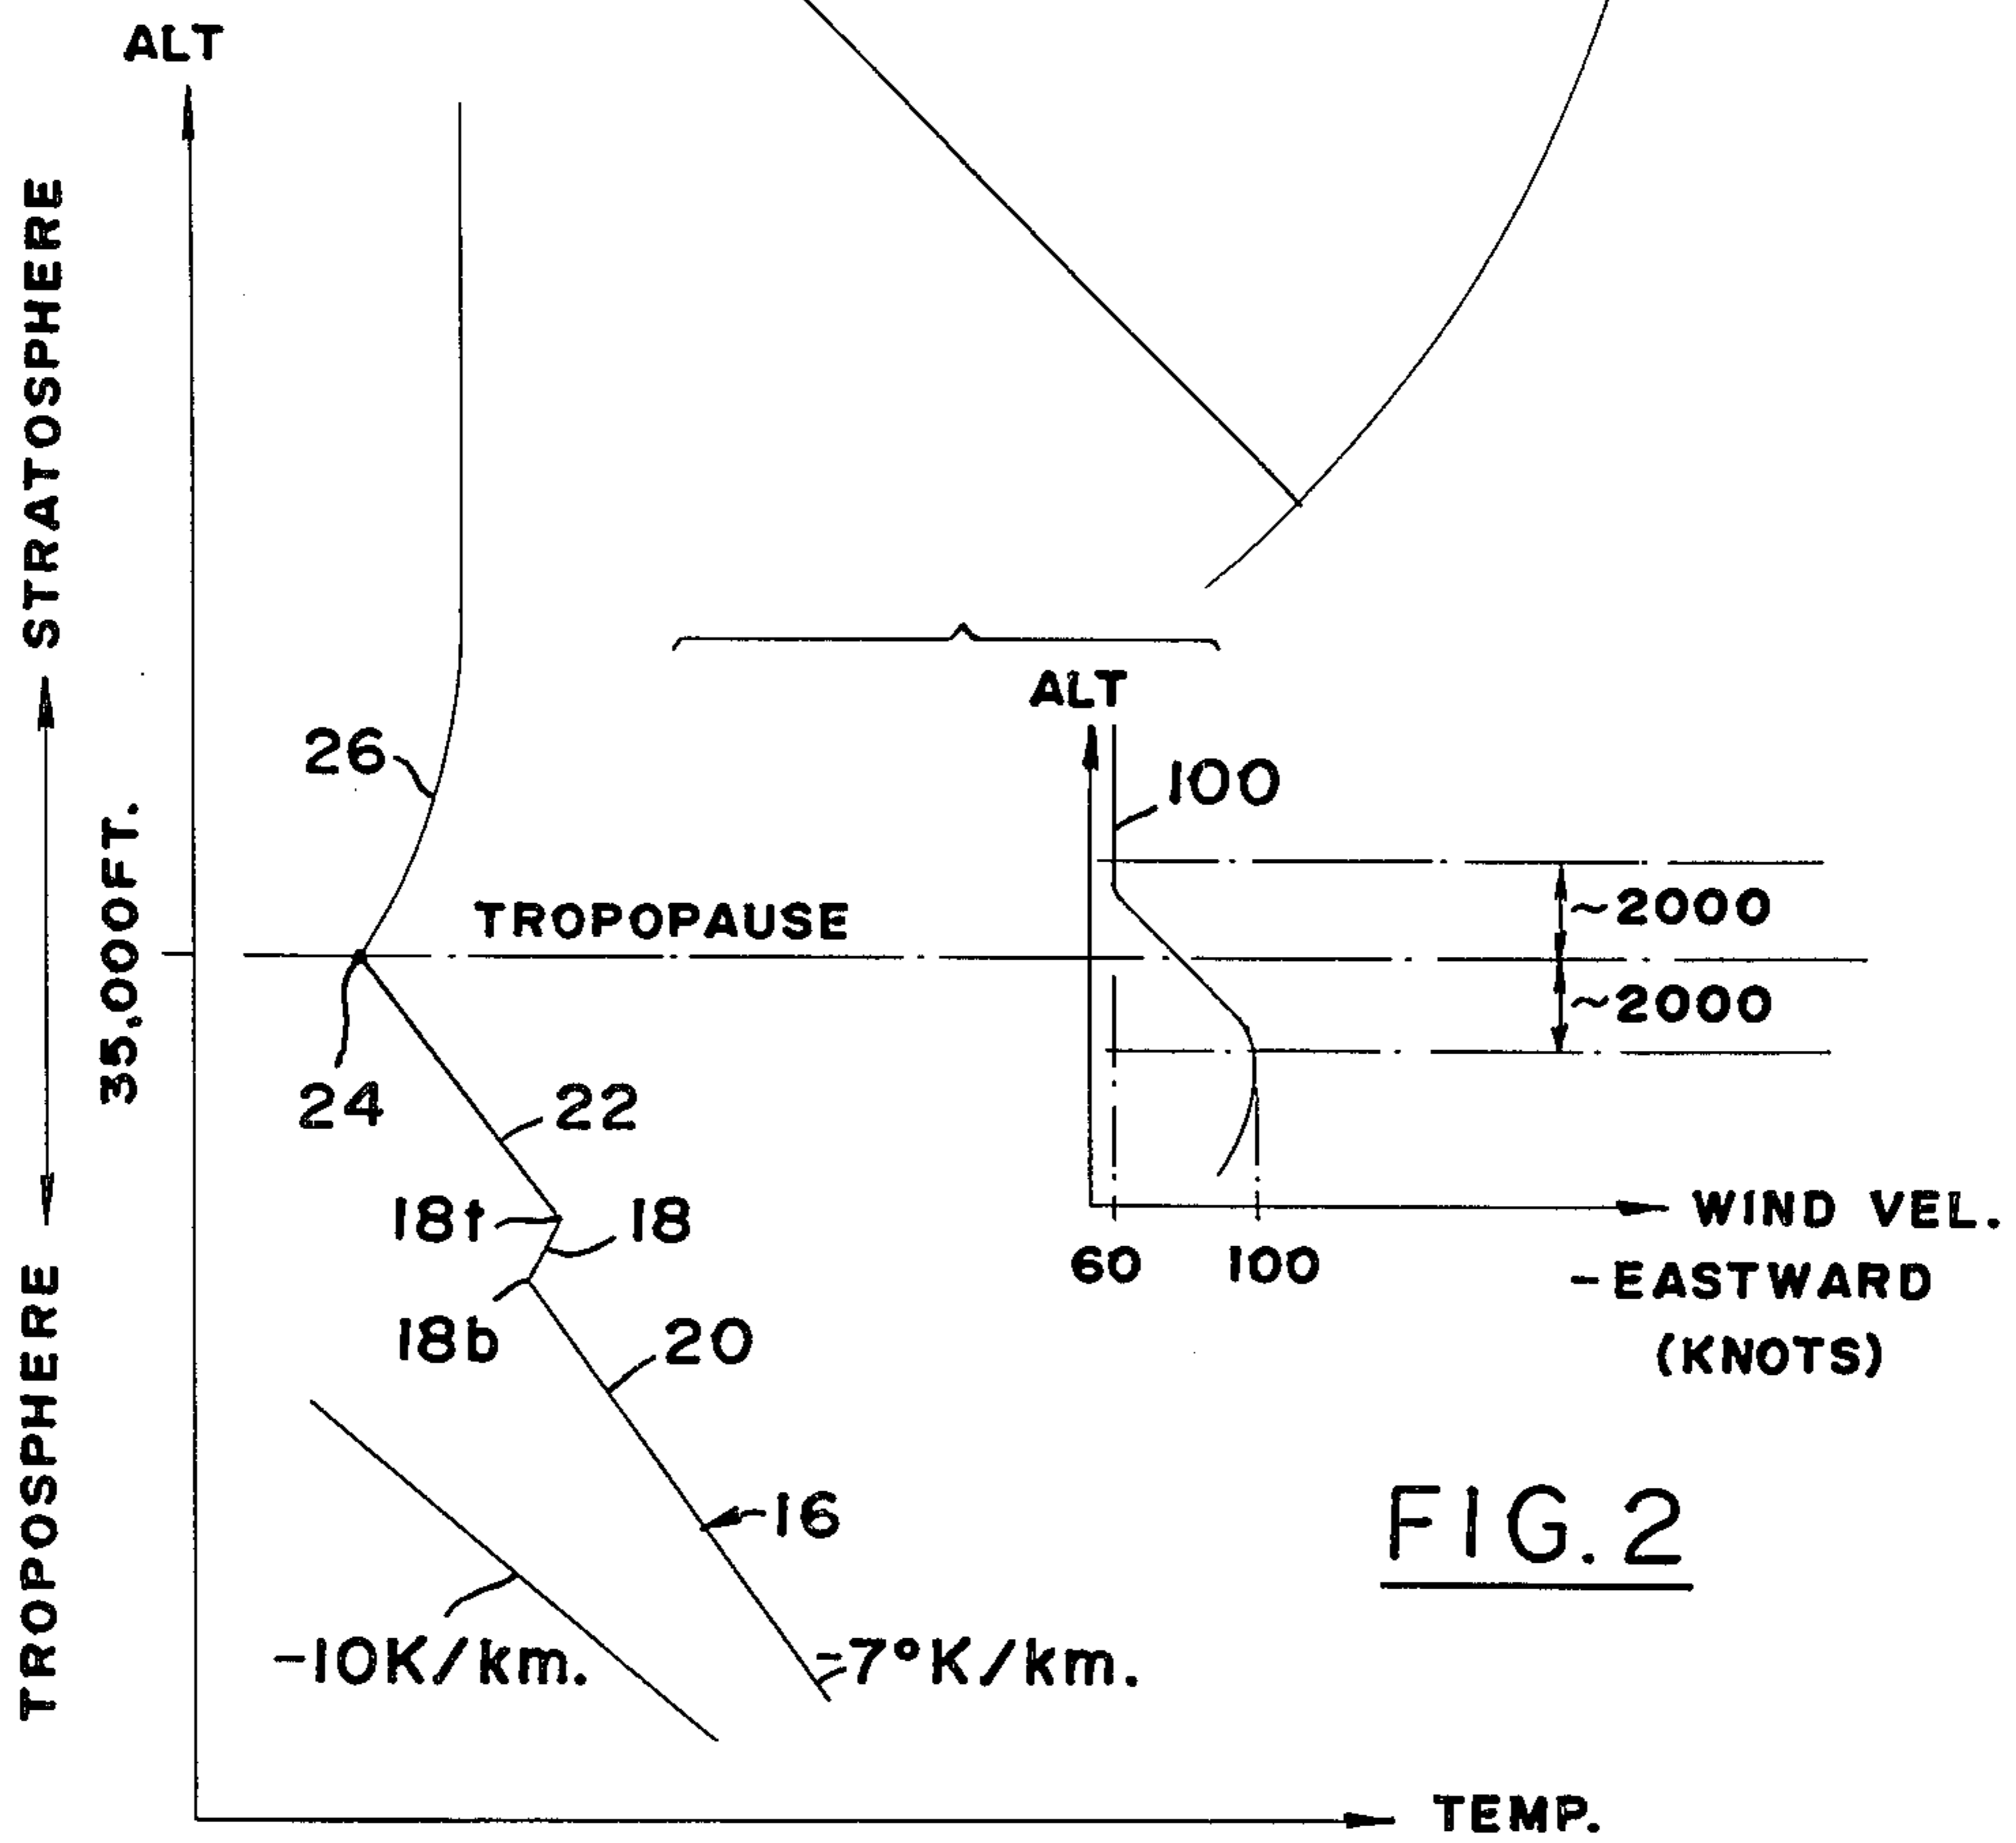 ALT
STRATOSPHERE
35,000FT.
TROPOSPHERE
26
TROPOPAUSE
24
22
18t
18
18b
20
16
-10K/km.
-7°K/km.
TEMP.
ALT
100
~2000
~2000
60
100
WIND VEL.
-EASTWARD
(KNOTS)
FIG. 2